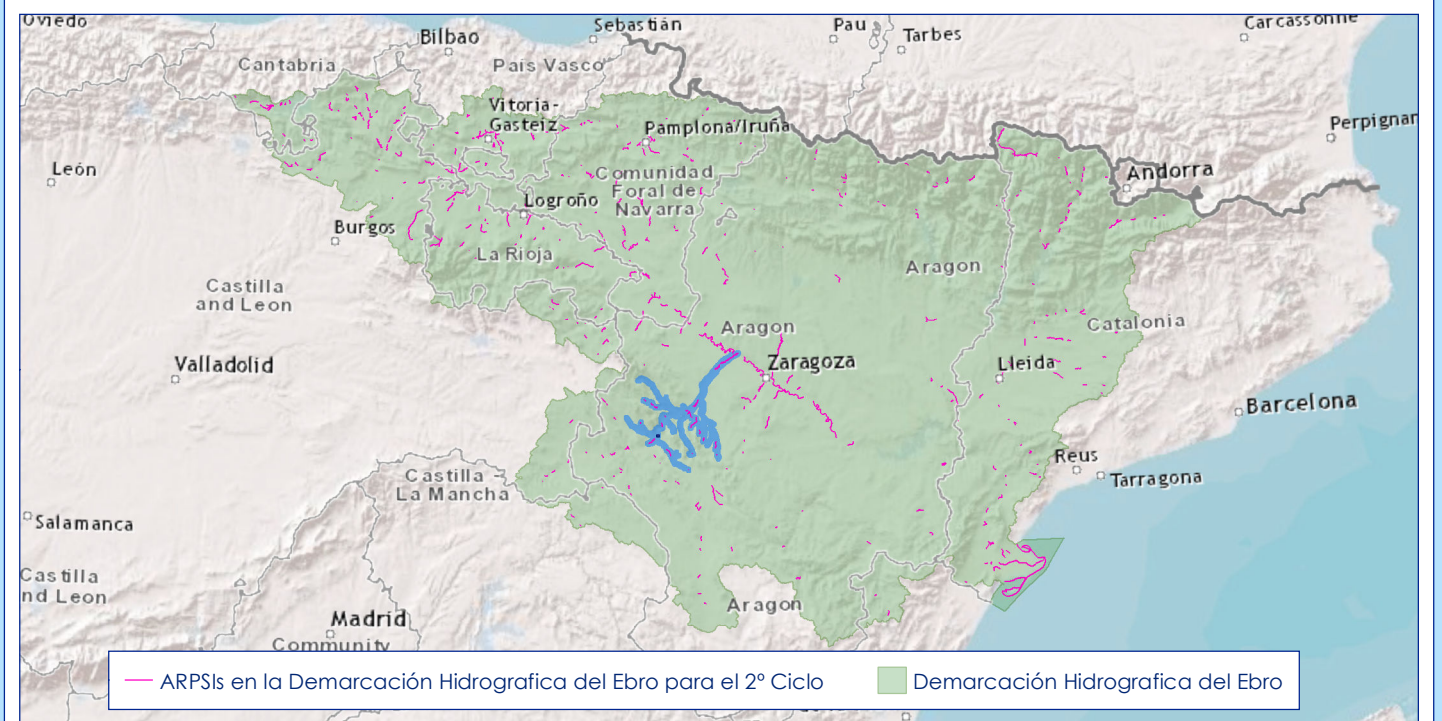 Oviedo
Sebastián
Pau
Carcassonne
Bilbao
Tarbes
Cantabria
País Vasco
Vitoria-
Gasteiz
Pamplona/Iruña
Perpignan
León
Comunidad
Foral de
Navarra
Andorra
Logroño
Burgos
La Rioja
Aragon
Castilla
and Leon
Aragon
Catalonia
Valladolid
Zaragoza
Lleida
Barcelona
Reus
Tarragona
Castilla
La Mancha
Salamanca
Castilla
nd Leon
Aragon
Madrid
Community
ARPSIs en la Demarcación Hidrografica del Ebro para el 2º Ciclo
Demarcación Hidrografica del Ebro